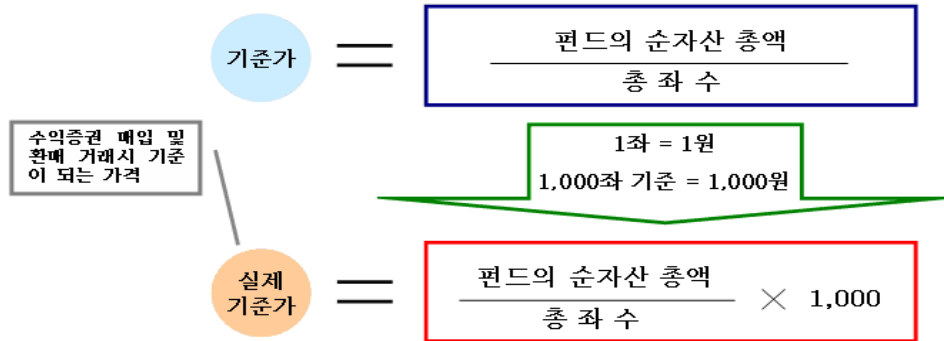 기준가
=
펀드의 순자산 총액
총 좌 수
수익증권 매입 및
환매 거래시 기준
이 되는 가격
1좌 = 1원
1,000좌 기준 = 1,000원
실제
기준가
=
펀드의 순자산 총액
총 좌 수
× 1,000